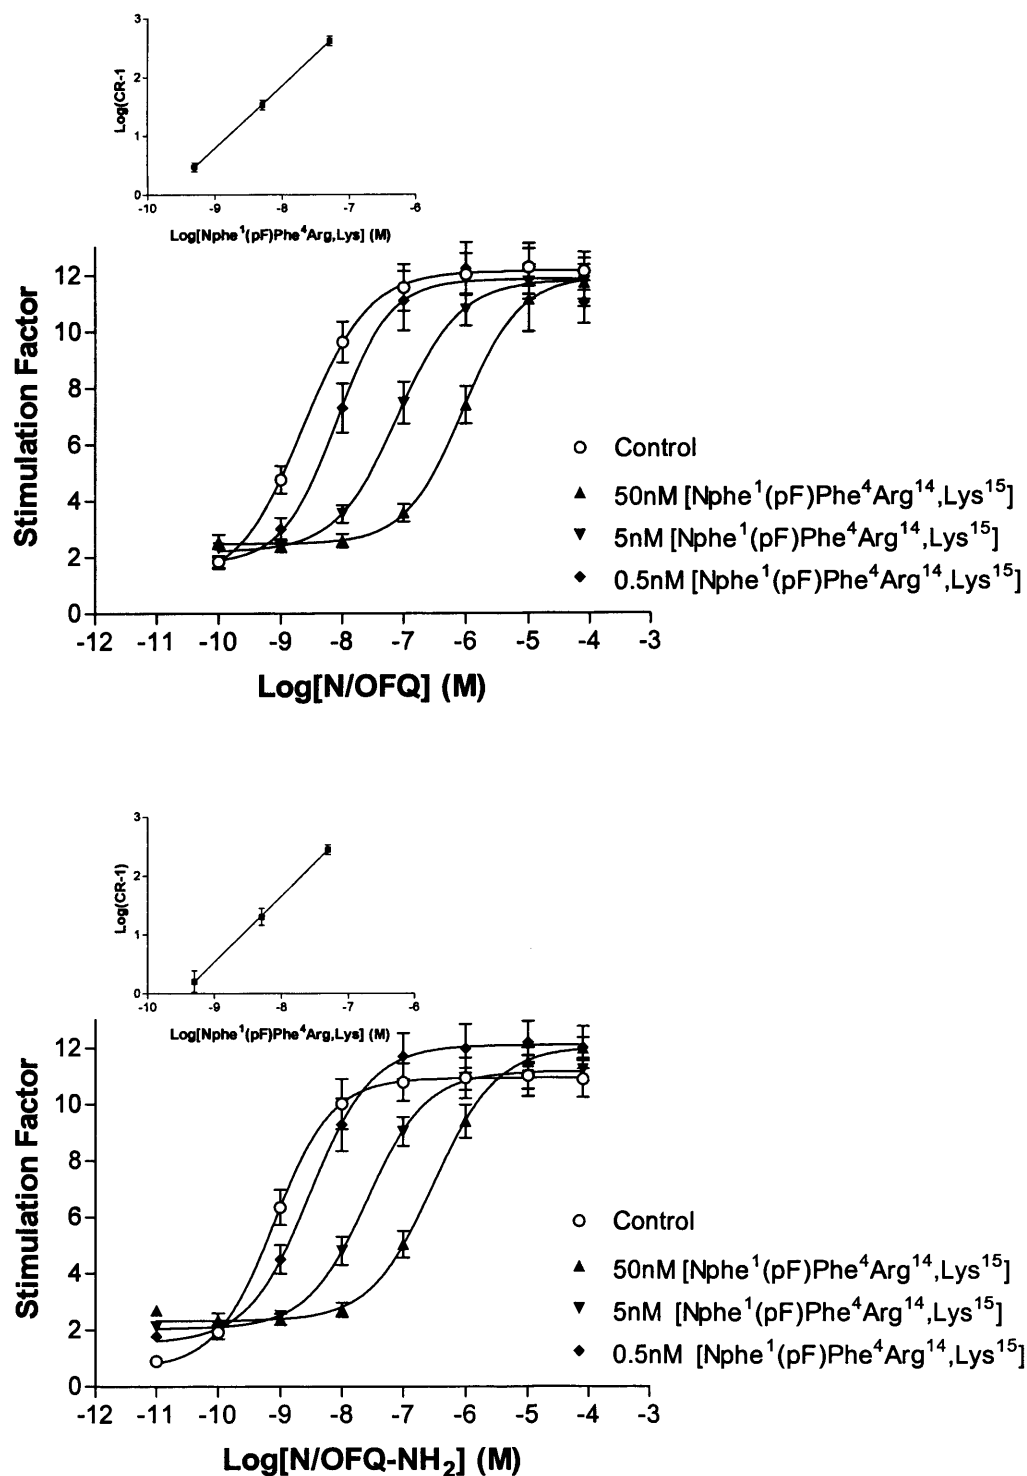 3
2
1
0
Log(CR-1
-10 -9 -8 -7 -6
Log[Nphe¹(pF)Phe⁴Arg,Lys] (M)
12
10
8
6
4
2
0
Stimulation Factor
-12 -11 -10 -9 -8 -7 -6 -5 -4 -3
Log[N/OFQ] (M)
Control
50nM [Nphe¹(pF)Phe⁴Arg¹⁴,Lys¹⁵]
5nM [Nphe¹(pF)Phe⁴Arg¹⁴,Lys¹⁵]
0.5nM [Nphe¹(pF)Phe⁴Arg¹⁴,Lys¹⁵]
3
2
1
0
Log(CR-1)
-10 -9 -8 -7 -6
Log[Nphe¹(pF)Phe⁴Arg,Lys] (M)
12
10
8
6
4
2
0
Stimulation Factor
-12 -11 -10 -9 -8 -7 -6 -5 -4 -3
Log[N/OFQ-NH₂] (M)
Control
50nM [Nphe¹(pF)Phe⁴Arg¹⁴,Lys¹⁵]
5nM [Nphe¹(pF)Phe⁴Arg¹⁴,Lys¹⁵]
0.5nM [Nphe¹(pF)Phe⁴Arg¹⁴,Lys¹⁵]